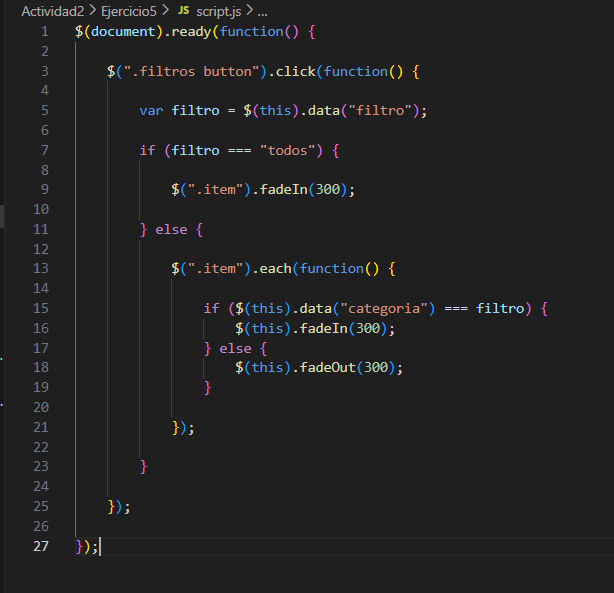 Actividad2 > Ejercicio5 > JS script.js > ...
1 $(document).ready(function() {
2
3 $(".filtros button").click(function() {
4
5 var filtro = $(this).data("filtro");
6
7 if (filtro === "todos") {
8
9 $(".item").fadeIn(300);
10
11 } else {
12
13 $(".item").each(function() {
14
15 if ($(this).data("categoria") === filtro) {
16 $(this).fadeIn(300);
17 } else {
18 $(this).fadeOut(300);
19 }
20
21 });
22
23 }
24
25 });
26
27 });